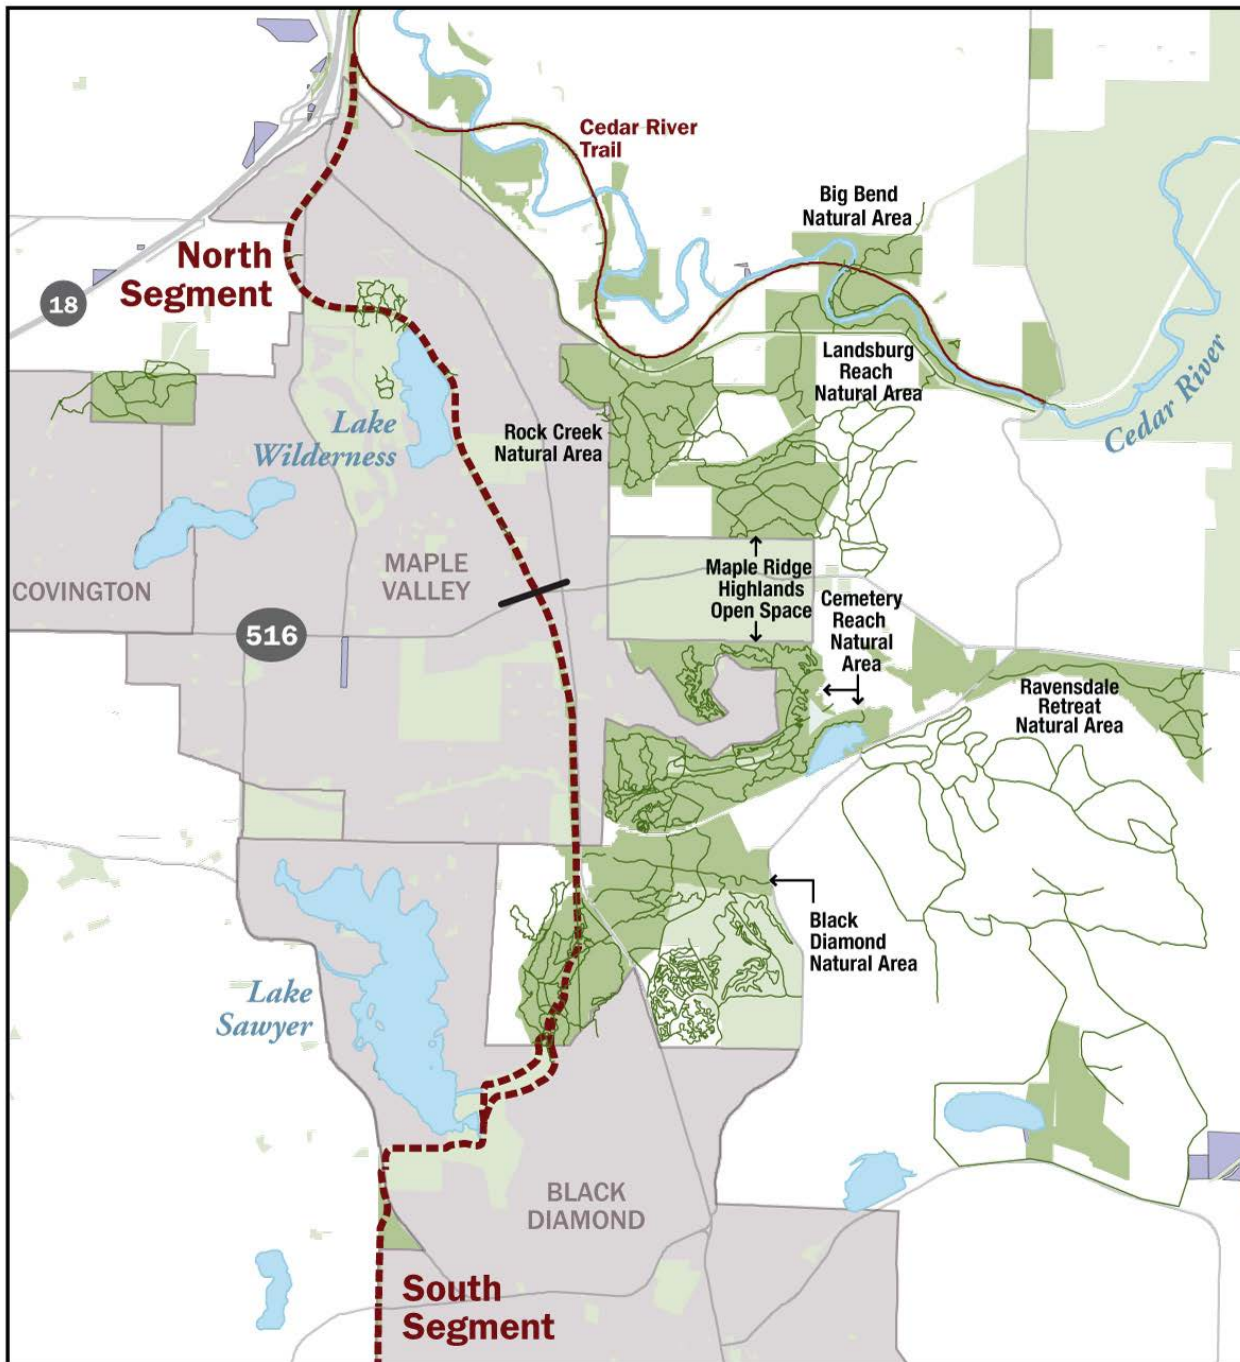 Cedar River
Trail
Big Bend
Natural Area
North
Segment
18
Landsburg
Reach
Natural Area
Cedar River
Lake
Wilderness
Rock Creek
Natural Area
MAPLE
VALLEY
COVINGTON
Maple Ridge
Highlands
Open Space
Cemetery
Reach
Natural
Area
516
Ravensdale
Retreat
Natural Area
Black
Diamond
Natural Area
Lake
Sawyer
BLACK
DIAMOND
South
Segment